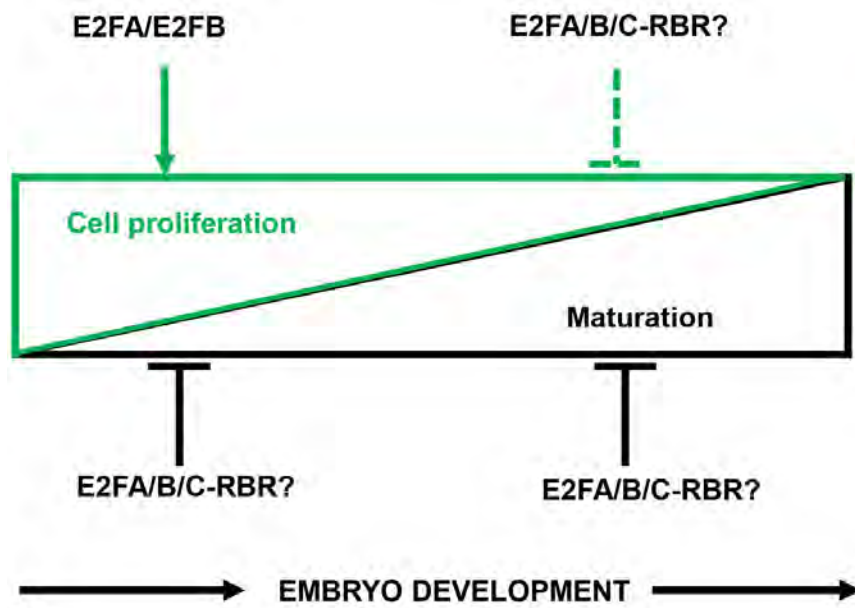 E2FA/E2FB
E2FA/B/C-RBR?
Cell proliferation
Maturation
E2FA/B/C-RBR?
E2FA/B/C-RBR?
EMBRYO DEVELOPMENT